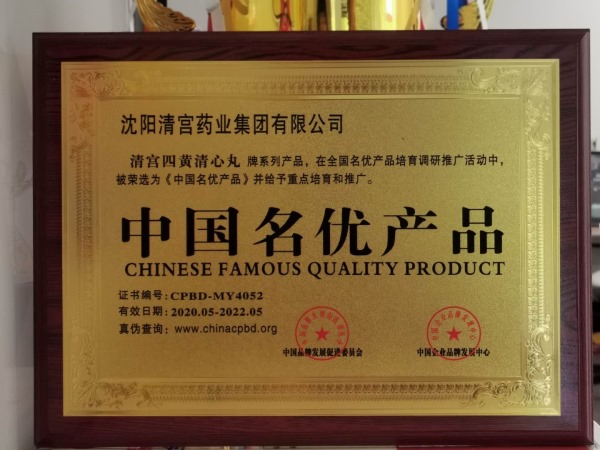 沈阳清宫药业集团有限公司
清宫四黄清心丸 牌系列产品，在全国名优产品培育调研推广活动中，
被荣选为《中国名优产品》并给予重点培育和推广。
中国名优产品
CHINESE FAMOUS QUALITY PRODUCT
证书编号：CPBD-MY4052
有效日期：2020.05-2022.05
真伪查询：www.chinacpbd.org
中国品牌发展促进委员会
中国企业品牌发展中心